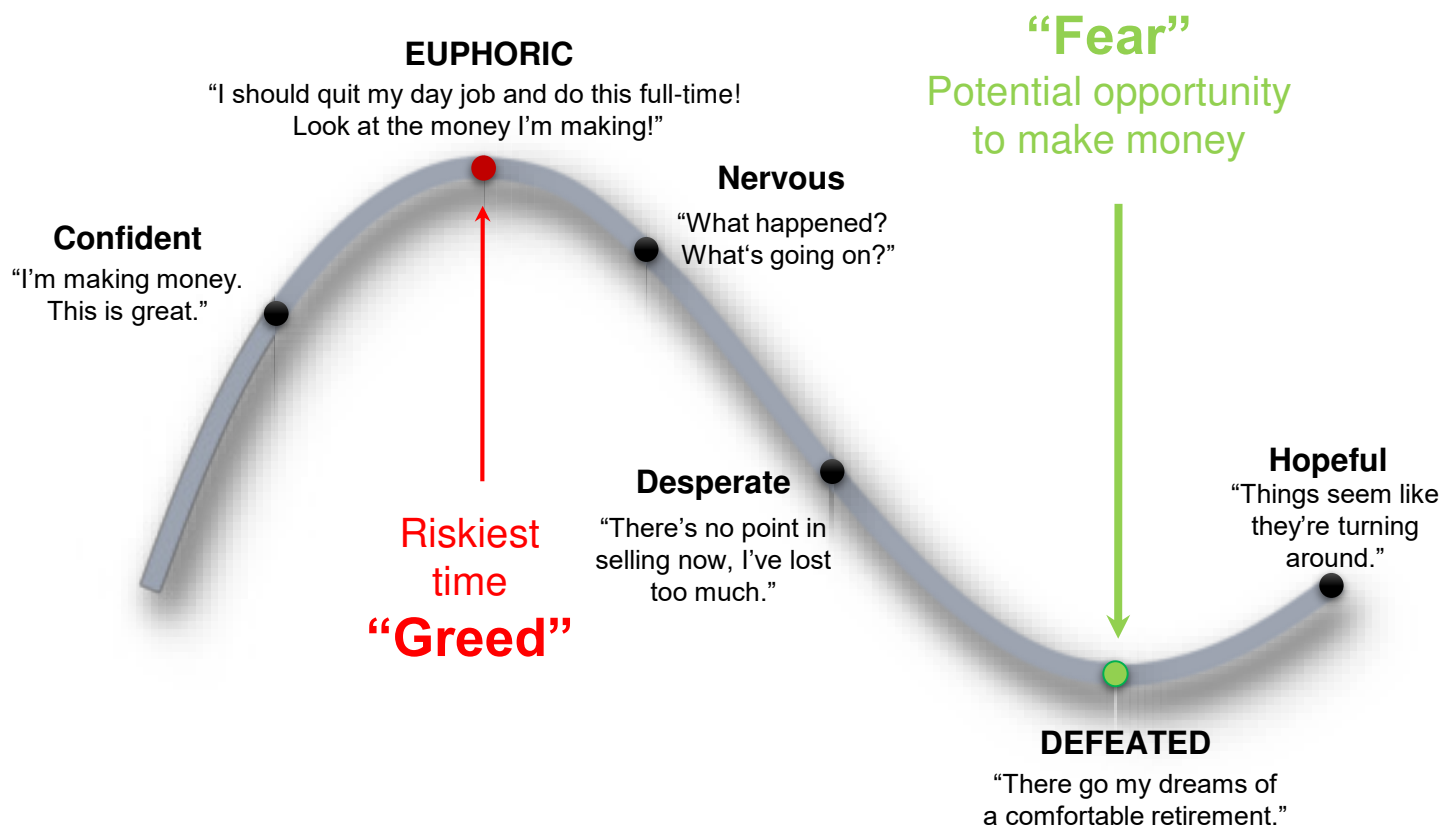 EUPHORIC
“I should quit my day job and do this full-time!
Look at the money I’m making!”
“Fear”
Potential opportunity
to make money
Nervous
“What happened?
What‘s going on?”
Confident
“I’m making money.
This is great.”
Riskiest
time
“Greed”
Desperate
“There’s no point in
selling now, I’ve lost
too much.”
Hopeful
“Things seem like
they’re turning
around.”
DEFEATED
“There go my dreams of
a comfortable retirement.”